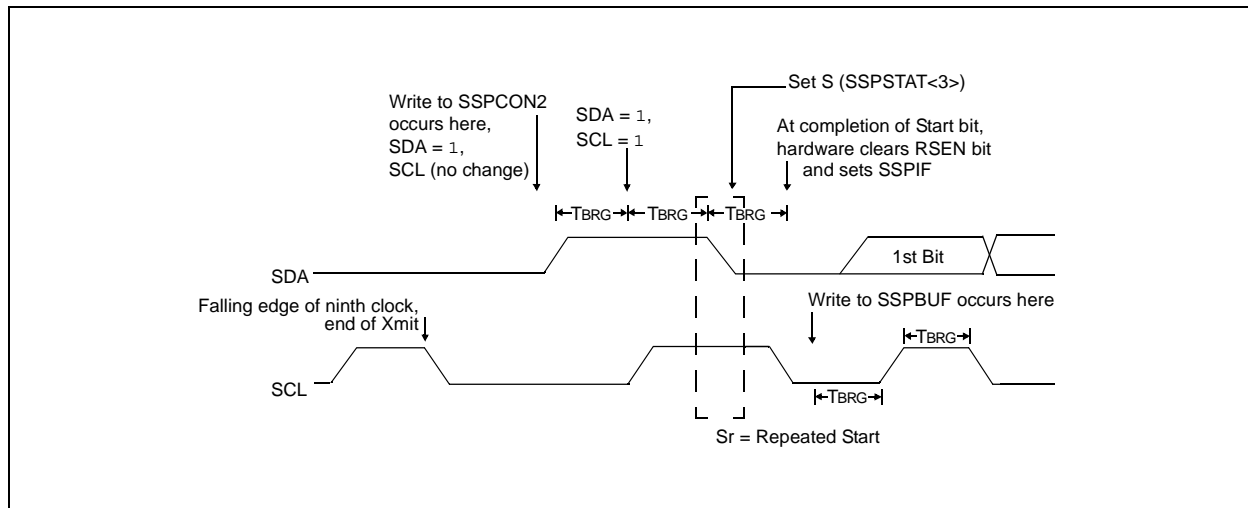 Set S (SSPSTAT<3>)
Write to SSPCON2
occurs here,
SDA = 1,
SCL (no change)
SDA = 1,
SCL = 1
At completion of Start bit,
hardware clears RSEN bit
and sets SSPIF
TBRG
TBRG
TBRG
SDA
1st Bit
Write to SSPBUF occurs here
Falling edge of ninth clock,
end of Xmit
TBRG
SCL
TBRG
Sr = Repeated Start